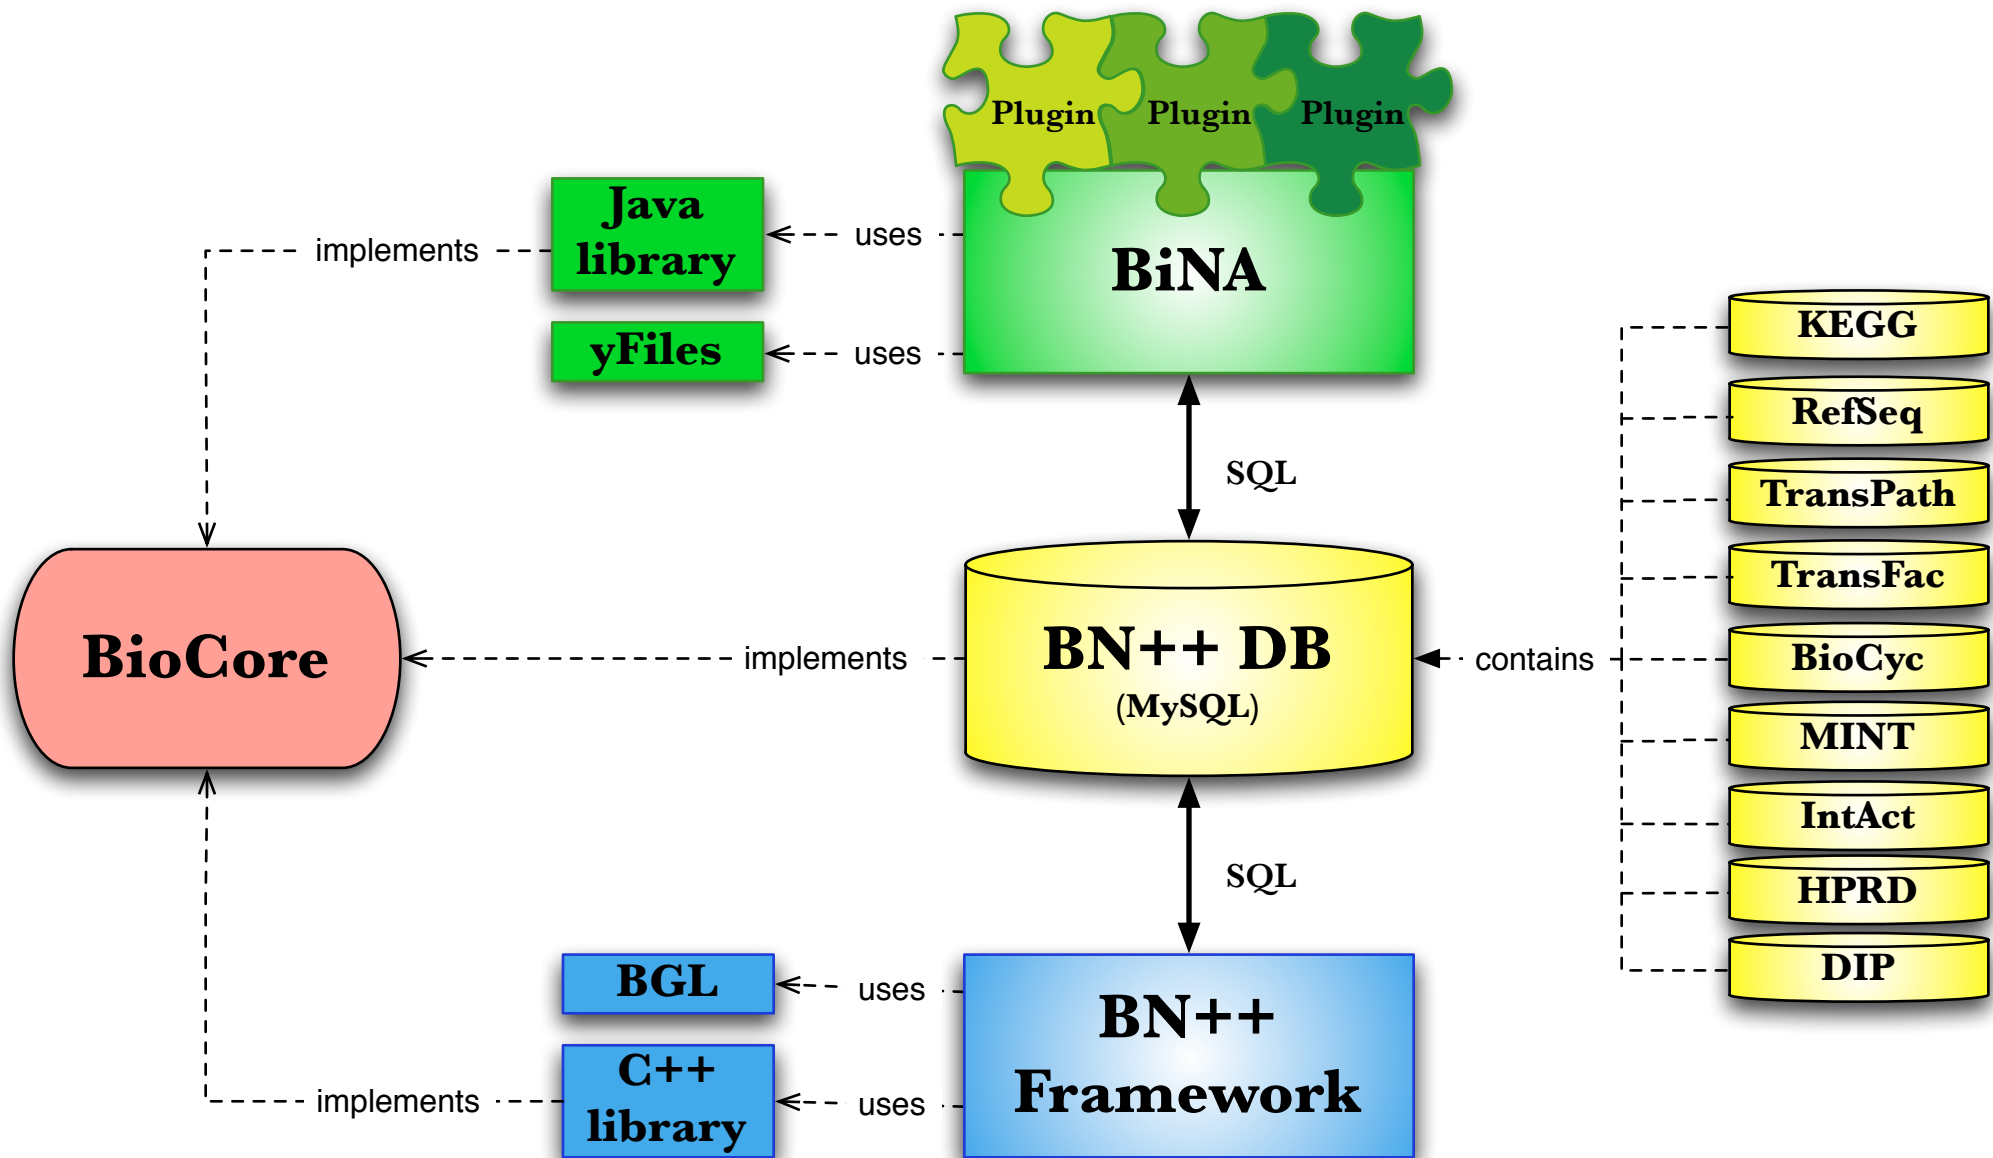 Plugin Plugin Plugin
Java
library
implements
uses
BiNA
yFiles
uses
SQL
KEGG
RefSeq
TransPath
TransFac
BioCyc
MINT
IntAct
HPRD
DIP
BioCore
implements
BN++ DB
(MySQL)
contains
SQL
BGL
uses
BN++
Framework
C++
library
implements
uses